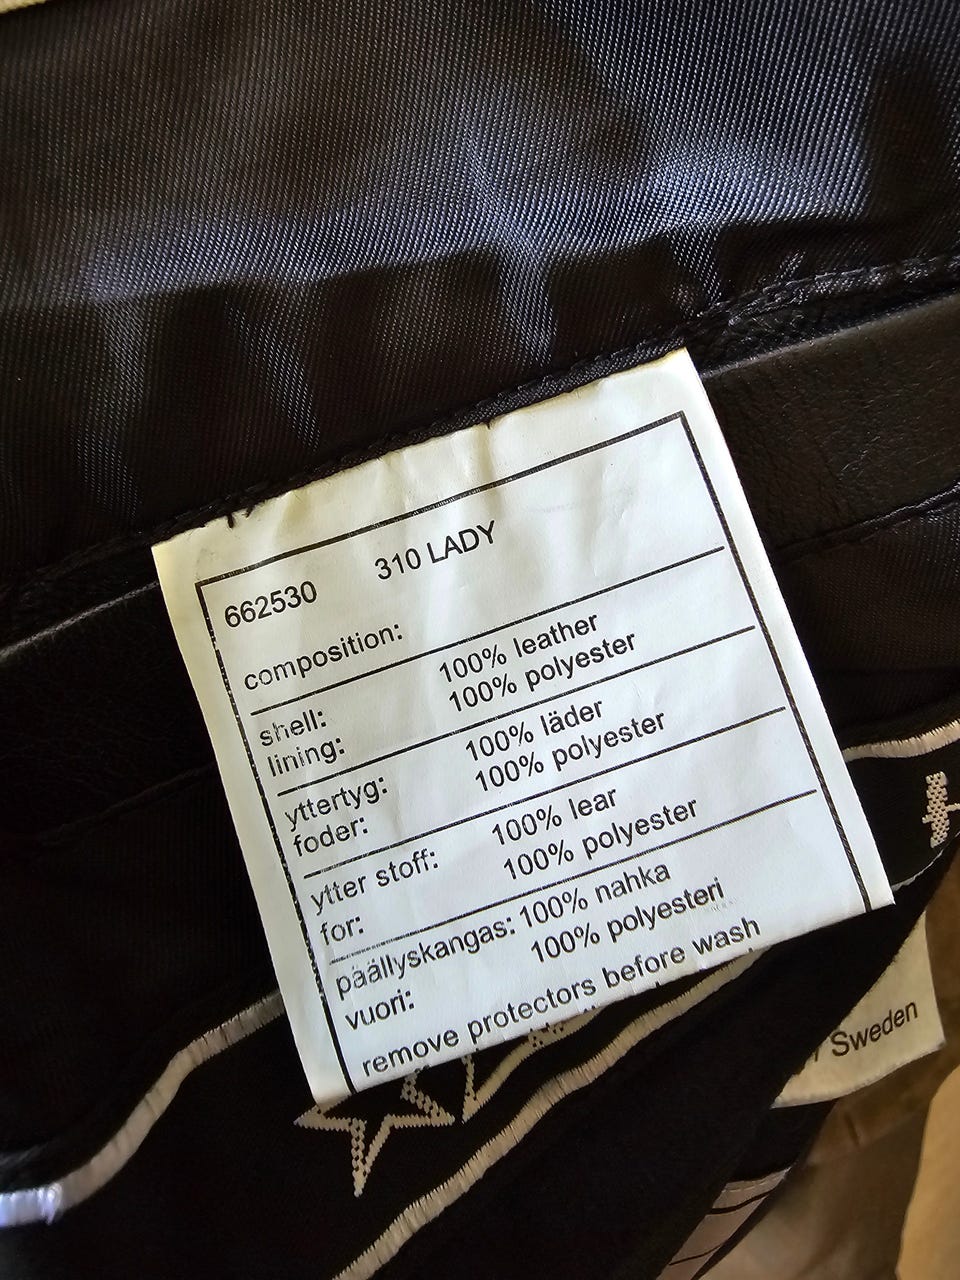 662530 310 LADY
composition:
shell: 100% leather
lining: 100% polyester
yttertyg: 100% läder
foder: 100% polyester
ytter stoff: 100% lear
for: 100% polyester
päällyskangas: 100% nahka
vuori: 100% polyesteri
remove protectors before wash
Sweden